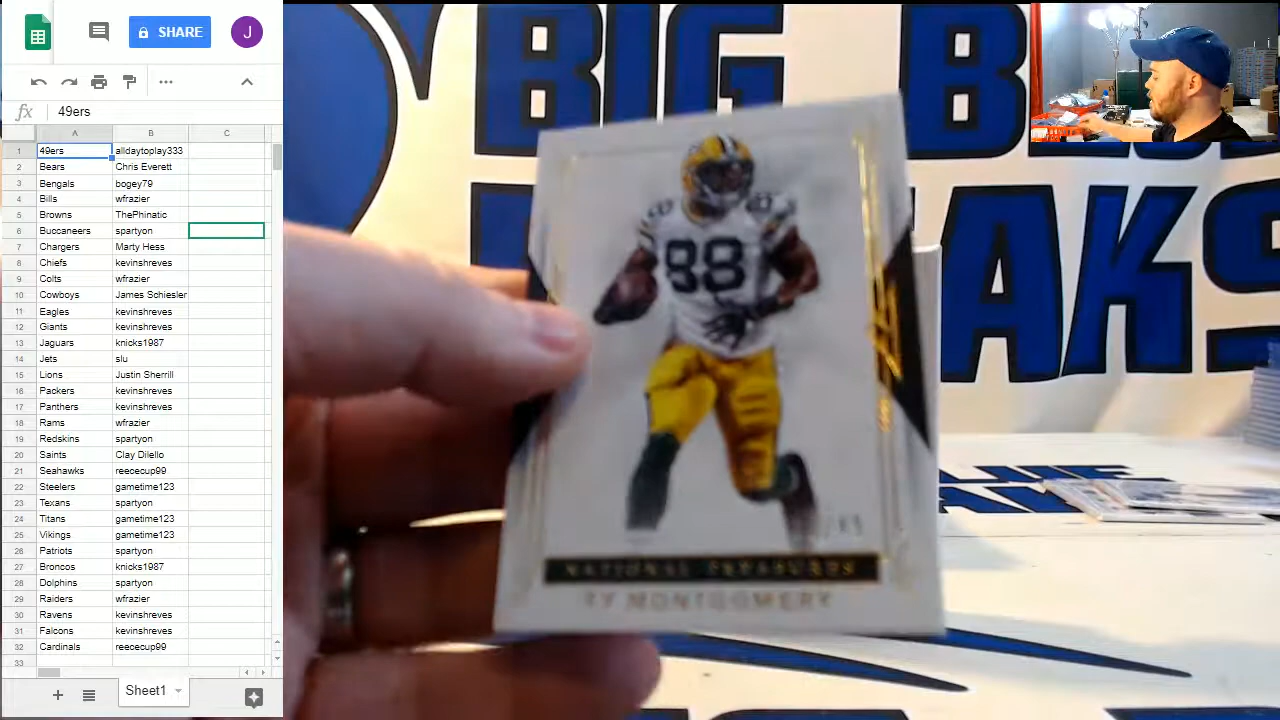 SHARE
J
fx 49ers
A B C
1 49ers alldaytoplay333
2 Bears Chris Everett
3 Bengals bogey79
4 Bills wfrazier
5 Browns ThePhinatic
6 Buccaneers spartyon
7 Chargers Marty Hess
8 Chiefs kevinshreves
9 Colts wfrazier
10 Cowboys James Schiesler
11 Eagles kevinshreves
12 Giants kevinshreves
13 Jaguars knicks1987
14 Jets slu
15 Lions Justin Sherrill
16 Packers kevinshreves
17 Panthers kevinshreves
18 Rams wfrazier
19 Redskins spartyon
20 Saints Clay Dilello
21 Seahawks reececup99
22 Steelers gametime123
23 Texans spartyon
24 Titans gametime123
25 Vikings gametime123
26 Patriots spartyon
27 Broncos knicks1987
28 Dolphins spartyon
29 Raiders wfrazier
30 Ravens kevinshreves
31 Falcons kevinshreves
32 Cardinals reececup99
33
Sheet1
BIG BL
88
NATIONAL TREASURES
TY MONTGOMERY